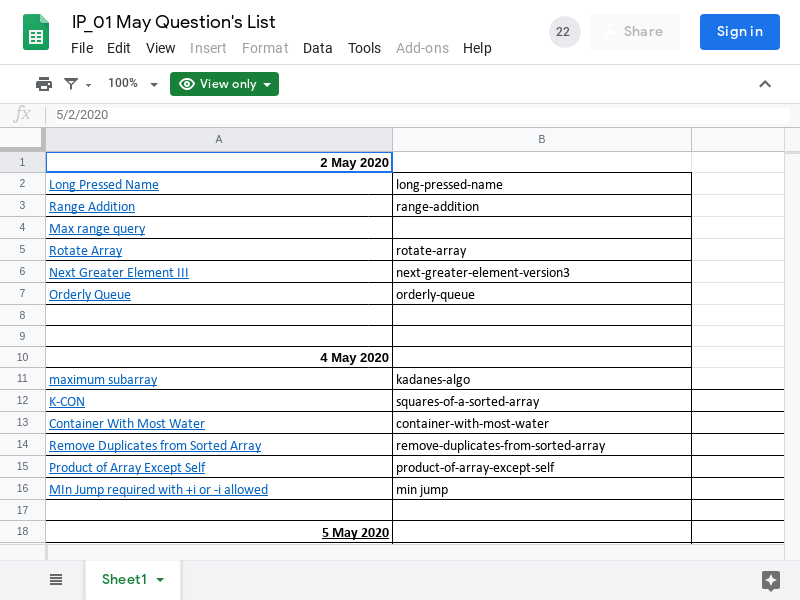 IP_01 May Question's List
22
Share
Sign in
File Edit View Insert Format Data Tools Add-ons Help
100%
View only
fx 5/2/2020
A B
1 2 May 2020
2 Long Pressed Name long-pressed-name
3 Range Addition range-addition
4 Max range query
5 Rotate Array rotate-array
6 Next Greater Element III next-greater-element-version3
7 Orderly Queue orderly-queue
8
9
10 4 May 2020
11 maximum subarray kadanes-algo
12 K-CON squares-of-a-sorted-array
13 Container With Most Water container-with-most-water
14 Remove Duplicates from Sorted Array remove-duplicates-from-sorted-array
15 Product of Array Except Self product-of-array-except-self
16 MIn Jump required with +i or -i allowed min jump
17
18 5 May 2020
Sheet1